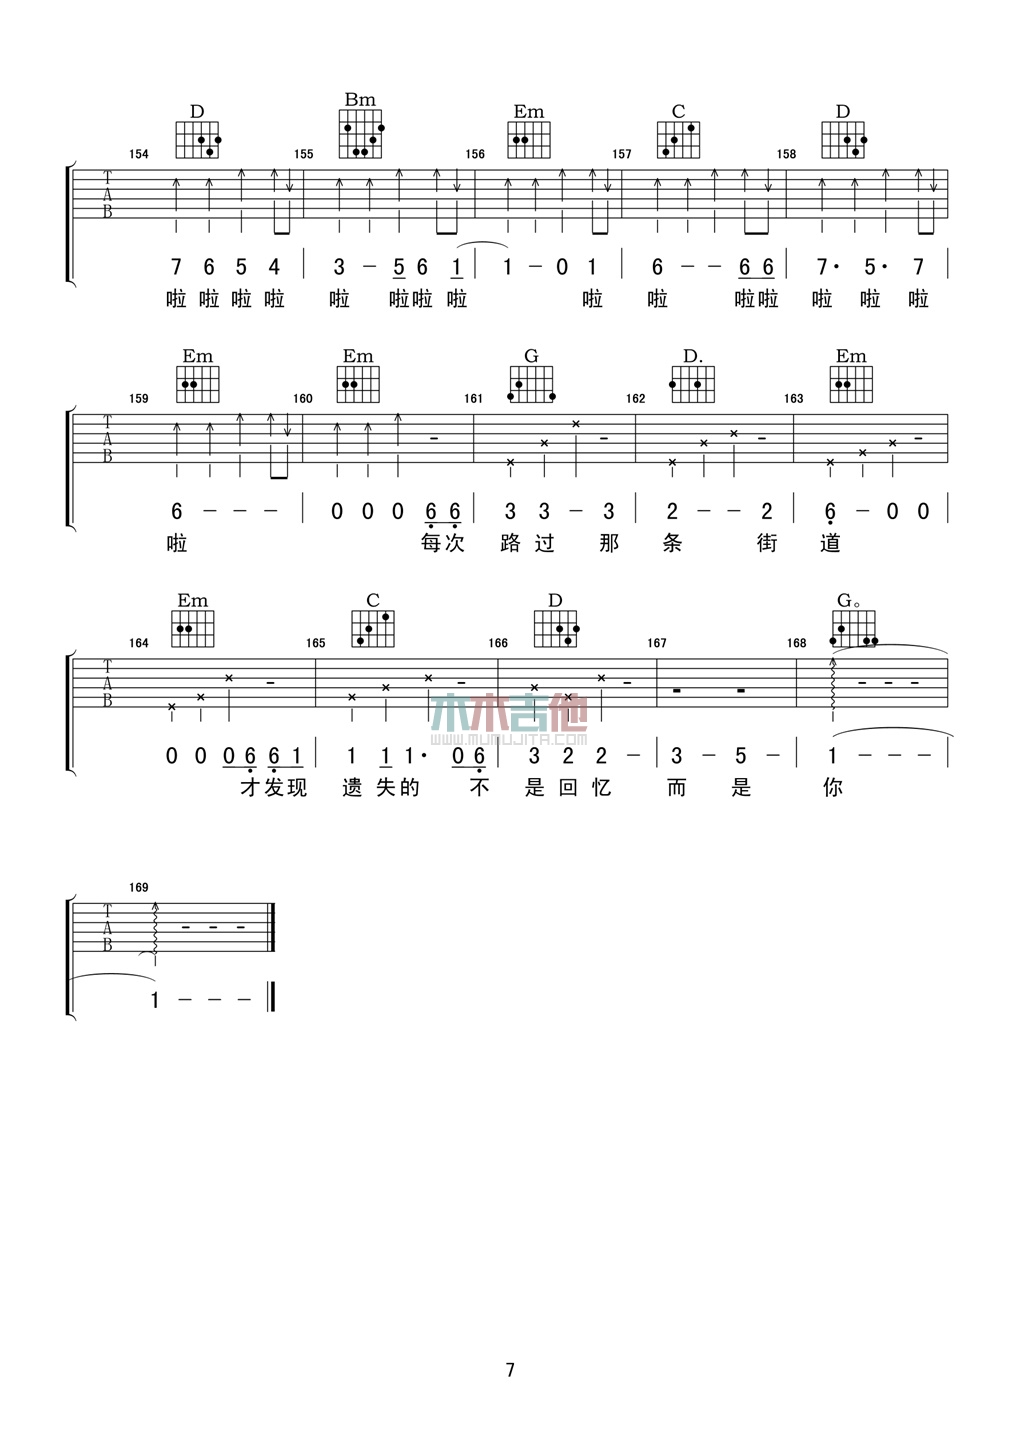 D Bm Em C D
154 155 156 157 158
T
A
B
7 6 5 4 | 3 - 5 6 1 | 1 - 0 1 | 6 - - 6 6 | 7· 5· 7 |
啦 啦 啦 啦 啦 啦啦 啦 啦 啦 啦啦 啦 啦 啦
Em Em G D. Em
159 160 161 162 163
T
A
B
6 - - - | 0 0 0 6 6 | 3 3 - 3 | 2 - - 2 | 6 - 0 0 |
啦 每次 路 过 那 条 街 道
Em C D G。
164 165 166 167 168
T
A
B
0 0 0 6 6 1 | 1 1 1· 0 6 | 3 2 2 - | 3 - 5 - | 1 - - - |
才发现 遗 失的 不 是 回 忆 而 是 你
木木吉他
WWW.MUMUJITA.COM
169
T
A
B
1 - - -
7